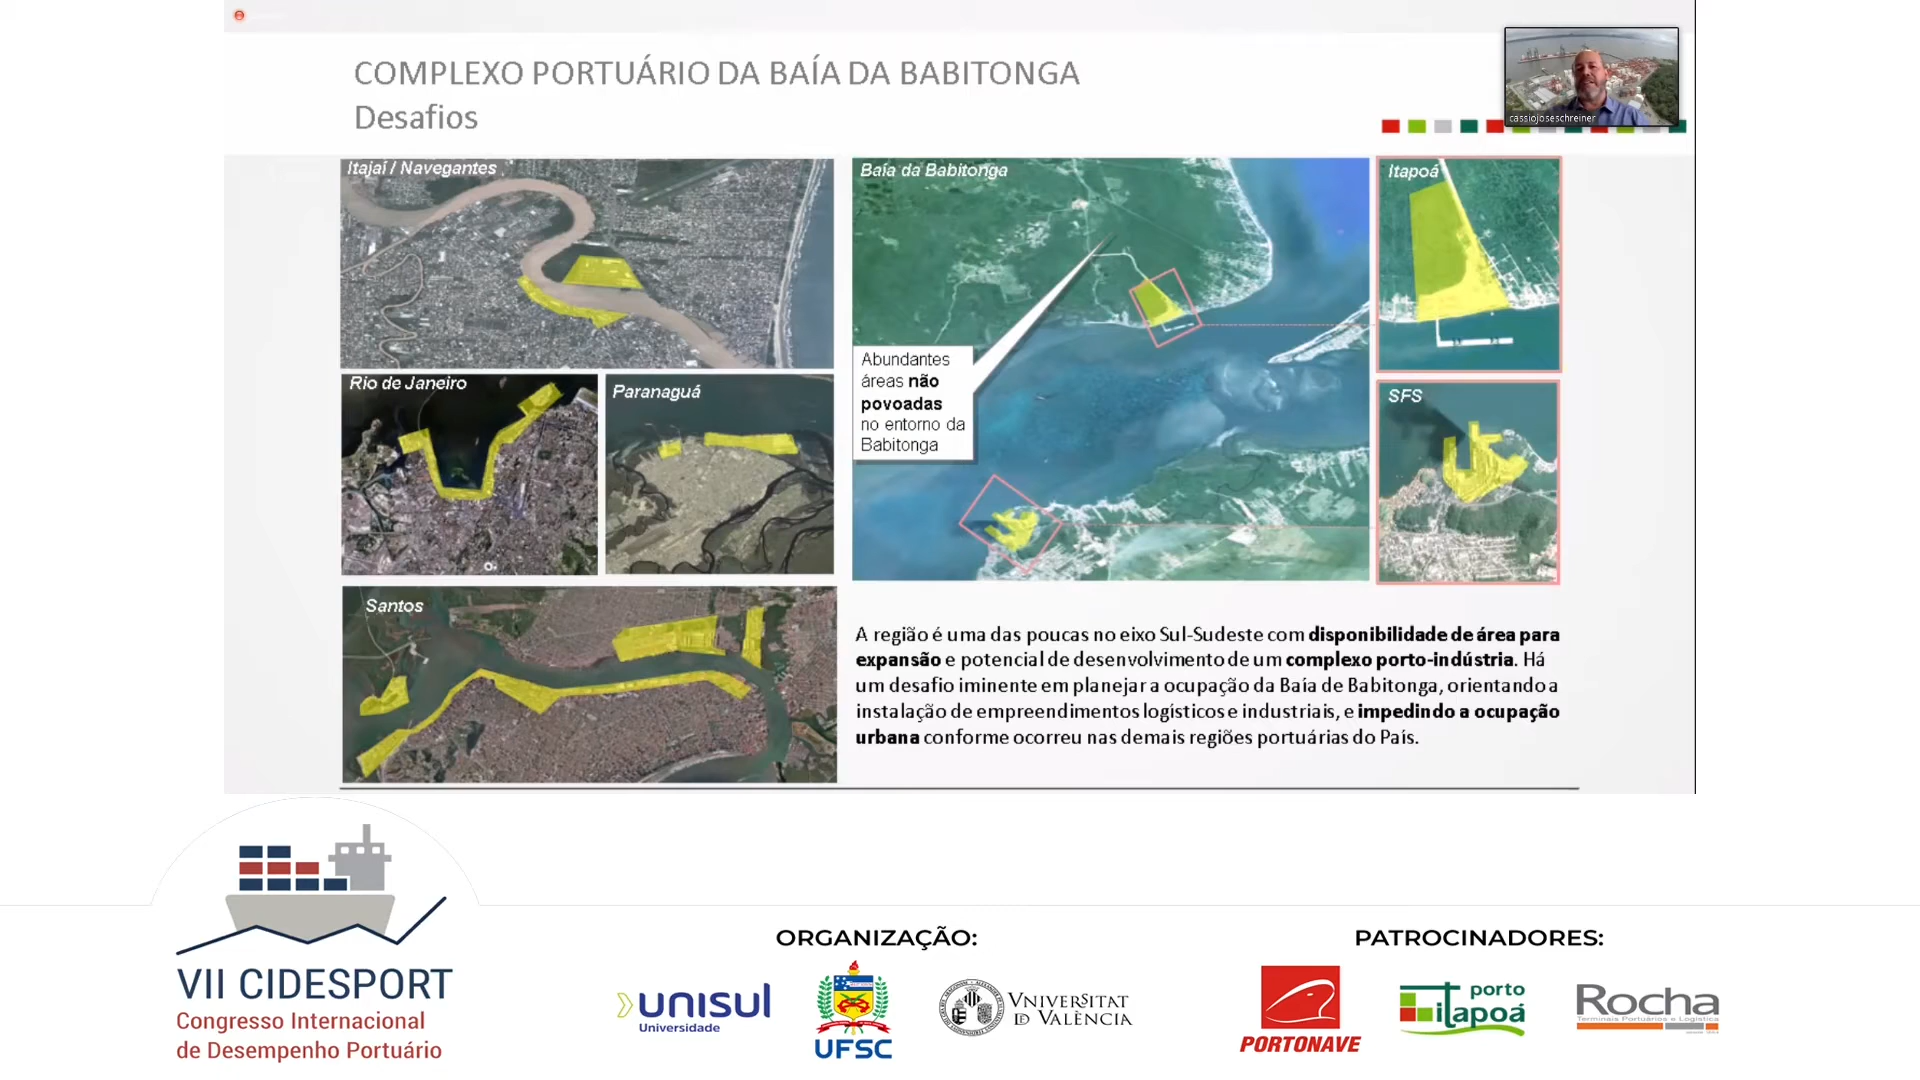 COMPLEXO PORTUÁRIO DA BAÍA DA BABITONGA
Desafios
cassiojoseschreiner
Itajaí / Navegantes
Rio de Janeiro
Paranaguá
Santos
Baía da Babitonga
Abundantes
áreas não
povoadas
no entorno da
Babitonga
Itapoá
SFS
A região é uma das poucas no eixo Sul-Sudeste com disponibilidade de área para
expansão e potencial de desenvolvimento de um complexo porto-indústria. Há
um desafio iminente em planejar a ocupação da Baía de Babitonga, orientando a
instalação de empreendimentos logísticos e industriais, e impedindo a ocupação
urbana conforme ocorreu nas demais regiões portuárias do País.
VII CIDESPORT
Congresso Internacional
de Desempenho Portuário
ORGANIZAÇÃO:
unisul
Universidade
UFSC
VNIVERSITAT
D VALÈNCIA
PATROCINADORES:
PORTONAVE
porto
itapoá
Rocha
Terminais Portuários e Logística